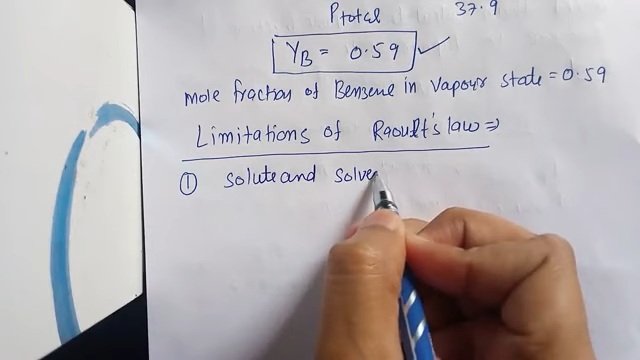 Ptotal 37.9
YB = 0.59
mole fraction of Benzene in Vapour state = 0.59
Limitations of Raoult's law ⇒
① solute and solve